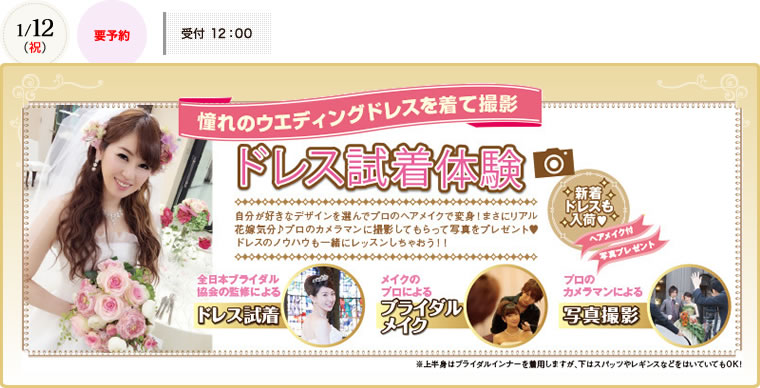 1/12
（祝）
要予約
受付 12：00
憧れのウエディングドレスを着て撮影
ドレス試着体験
新着
ドレスも
入荷♥
ヘアメイク付
写真プレゼント
自分が好きなデザインを選んでプロのヘアメイクで変身！まさにリアル
花嫁気分♪プロのカメラマンに撮影してもらって写真をプレゼント♥
ドレスのノウハウも一緒にレッスンしちゃおう！！
全日本ブライダル
協会の監修による
ドレス試着
メイクの
プロによる
ブライダル
メイク
プロの
カメラマンによる
写真撮影
※上半身はブライダルインナーを着用しますが、下はスパッツやレギンスなどをはいていてもOK!